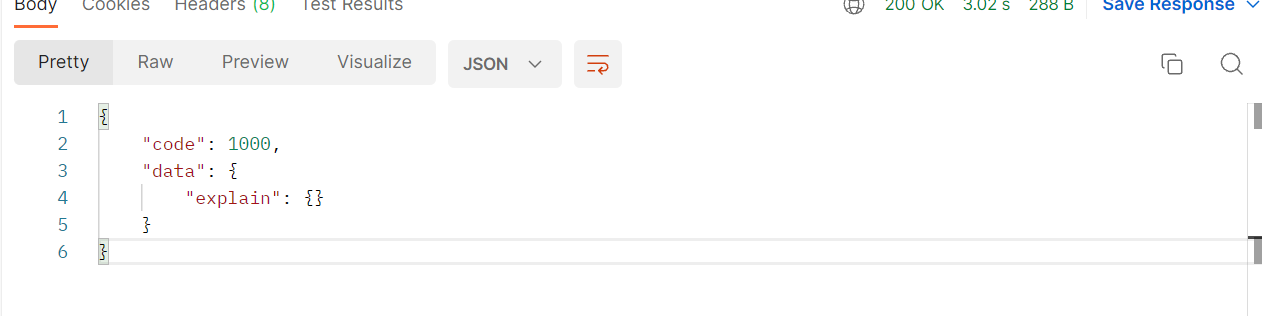 Body Cookies Headers (8) Test Results 200 OK 3.02 s 288 B Save Response
Pretty Raw Preview Visualize JSON
1 {
2 "code": 1000,
3 "data": {
4 "explain": {}
5 }
6 }